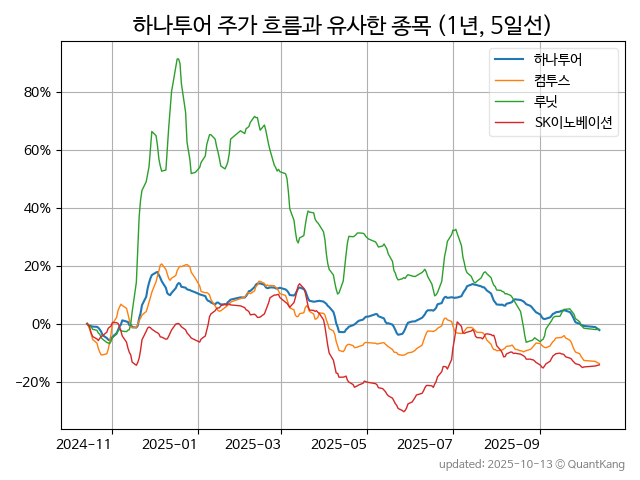 하나투어 주가 흐름과 유사한 종목 (1년, 5일선)
하나투어
컴투스
루닛
SK이노베이션
80%
60%
40%
20%
0%
−20%
2024-11
2025-01
2025-03
2025-05
2025-07
2025-09
updated: 2025-10-13 ⓒ QuantKang